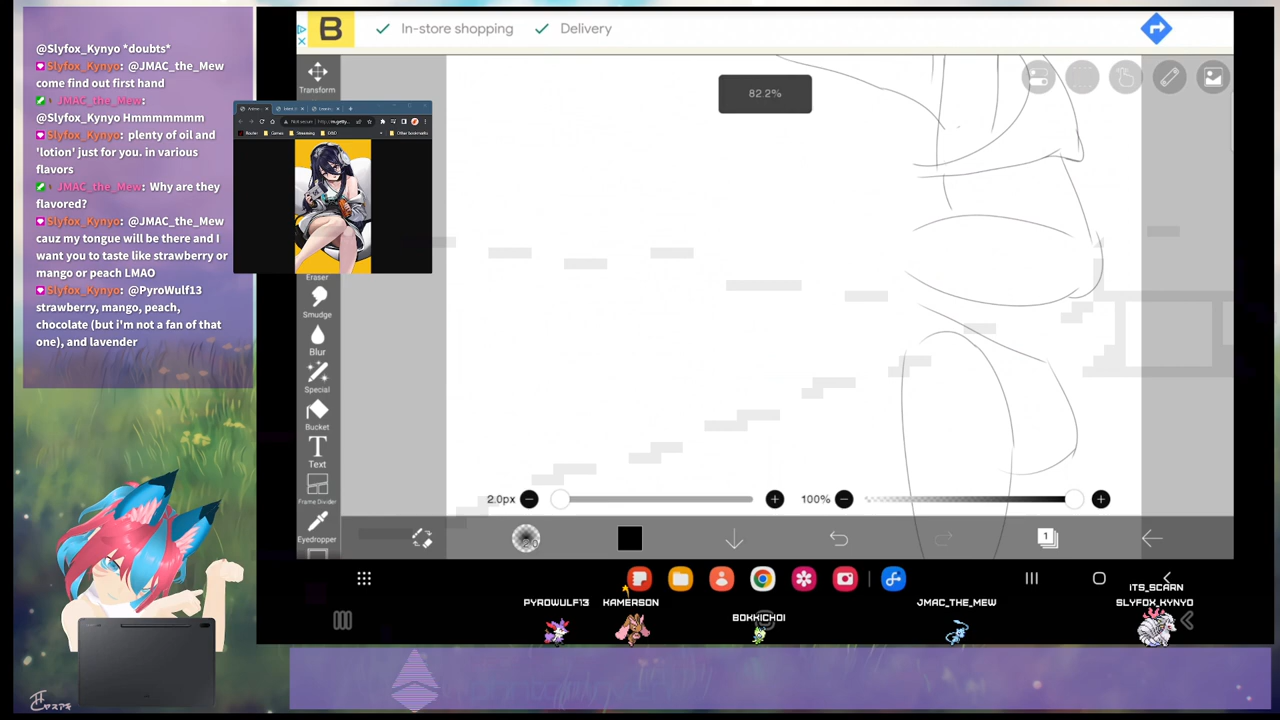 @Slyfox_Kynyo *doubts*
Slyfox_Kynyo: @JMAC_the_Mew
come find out first hand
JMAC_the_Mew:
@Slyfox_Kynyo Hmmmmmmm
Slyfox_Kynyo: plenty of oil and
'lotion' just for you. in various
flavors
JMAC_the_Mew: Why are they
flavored?
Slyfox_Kynyo: @JMAC_the_Mew
cauz my tongue will be there and I
want you to taste like strawberry or
mango or peach LMAO
Slyfox_Kynyo: @PyroWulf13
strawberry, mango, peach,
chocolate (but i'm not a fan of that
one), and lavender
B
In-store shopping
Delivery
Transform
82.2%
Other bookmarks
Eraser
Smudge
Blur
Special
Bucket
T
Text
Frame Divider
Eyedropper
2.0px
100%
1
PYROWULF13
KAMERSON
BOKKICHOI
JMAC_THE_MEW
ITS_SCARN
SLYFOX_KYNYO